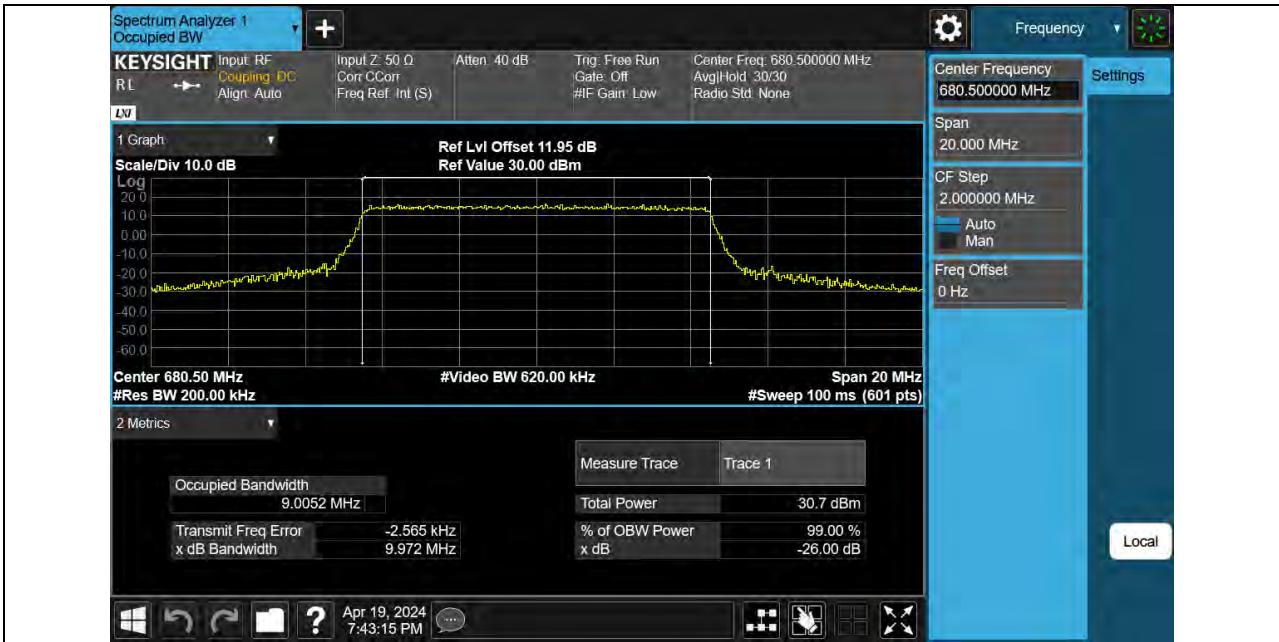 Spectrum Analyzer 1
Occupied BW
Frequency
KEYSIGHT
RL
LXI
Input: RF
Coupling: DC
Align: Auto
Input Z: 50 Ω
Corr CCorr
Freq Ref: Int (S)
Atten: 40 dB
Trig: Free Run
Gate: Off
#IF Gain: Low
Center Freq: 680.500000 MHz
Avg|Hold: 30/30
Radio Std: None
Center Frequency
680.500000 MHz
Settings
Span
20.000 MHz
CF Step
2.000000 MHz
Auto
Man
Freq Offset
0 Hz
Local
1 Graph
Scale/Div 10.0 dB
Ref Lvl Offset 11.95 dB
Ref Value 30.00 dBm
Log
20.0
10.0
0.00
-10.0
-20.0
-30.0
-40.0
-50.0
-60.0
Center 680.50 MHz
#Video BW 620.00 kHz
Span 20 MHz
#Res BW 200.00 kHz
#Sweep 100 ms (601 pts)
2 Metrics
Measure Trace Trace 1
Occupied Bandwidth
9.0052 MHz
Total Power 30.7 dBm
Transmit Freq Error -2.565 kHz
% of OBW Power 99.00 %
x dB Bandwidth 9.972 MHz
x dB -26.00 dB
?
Apr 19, 2024
7:43:15 PM